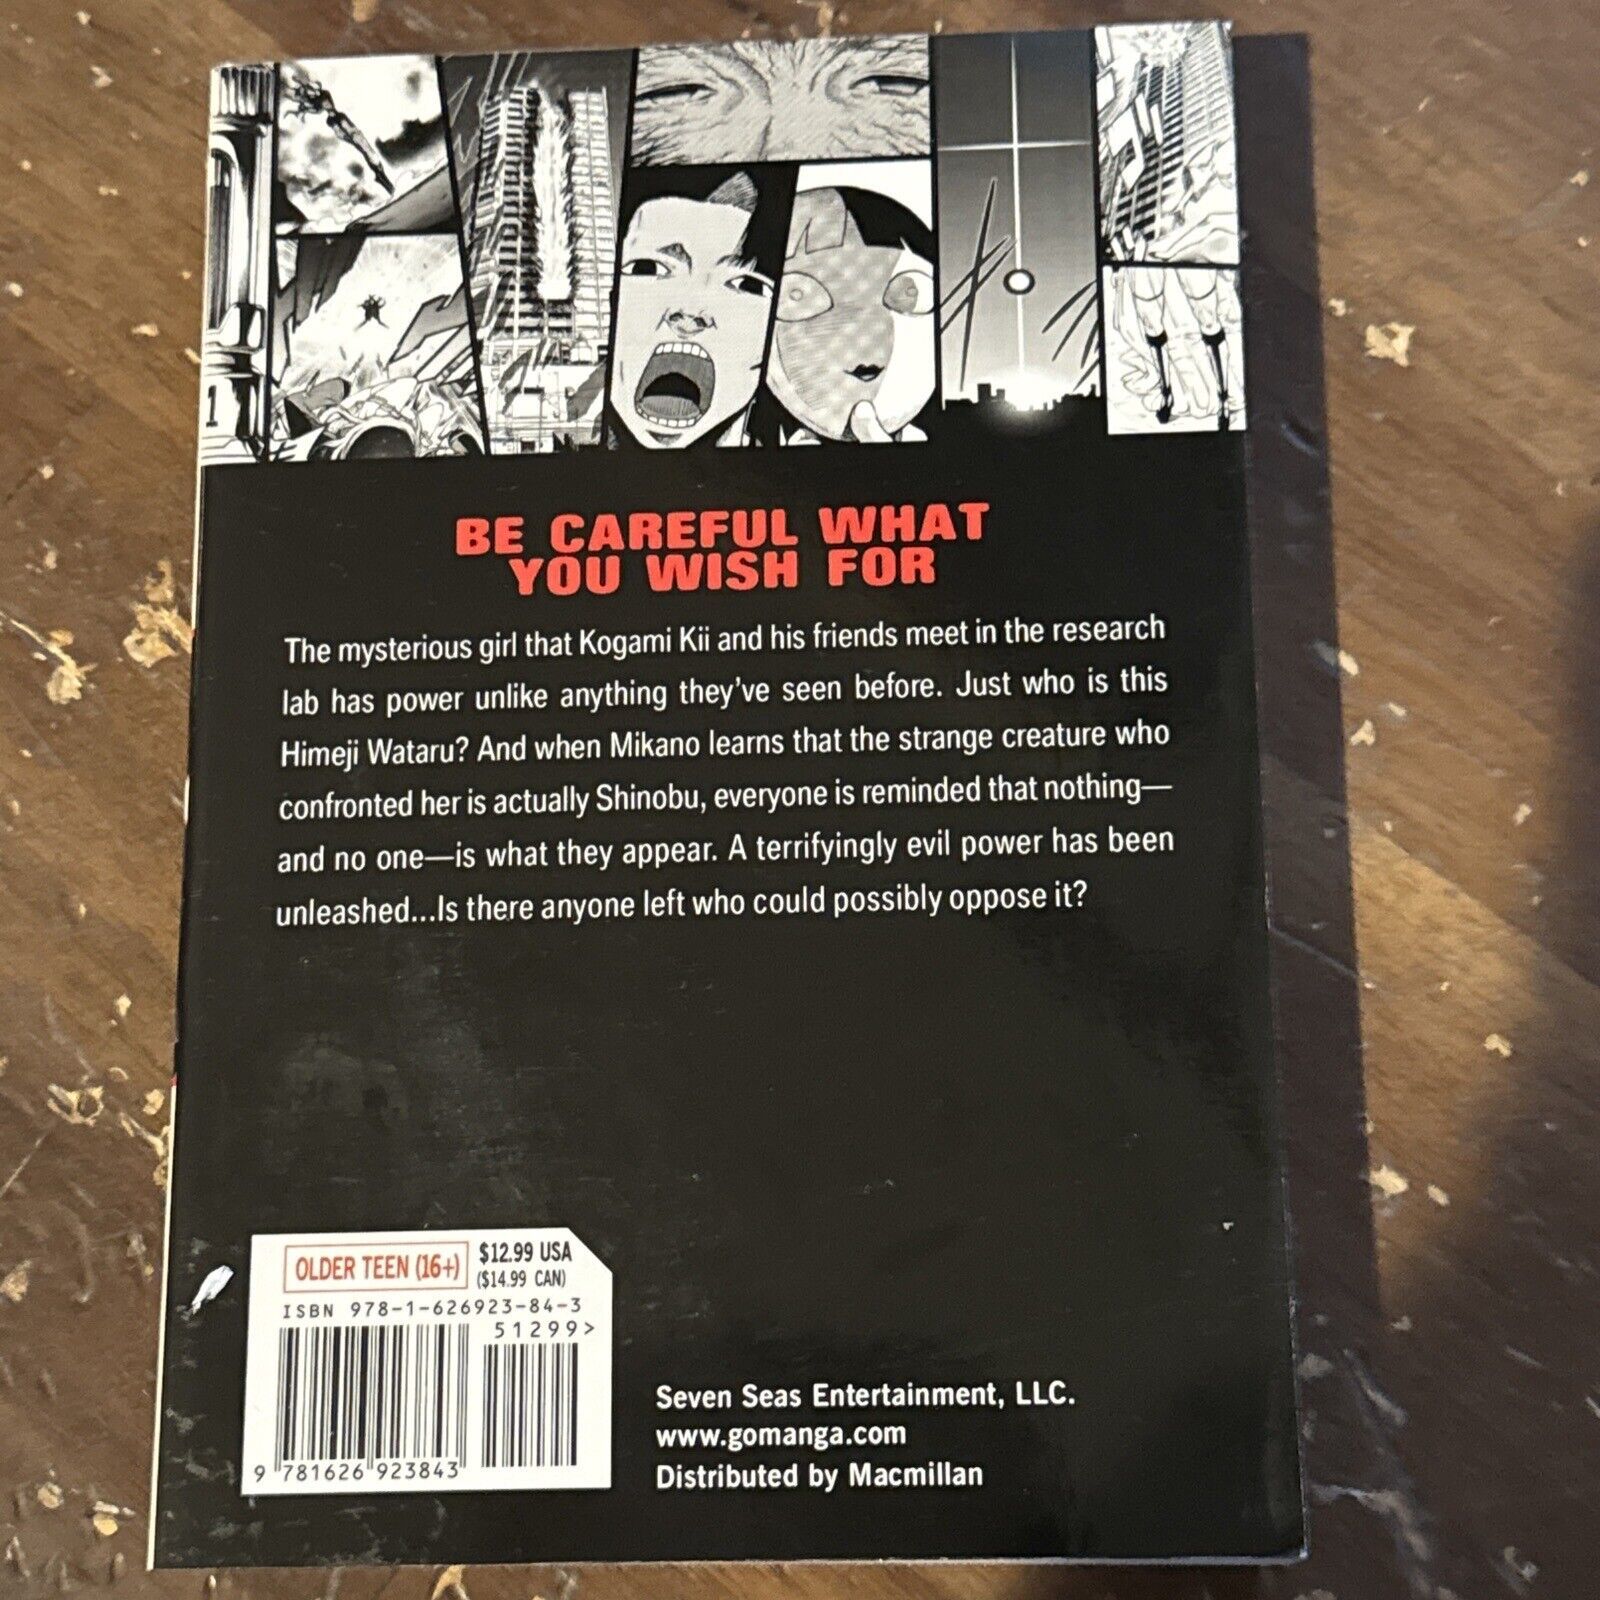 BE CAREFUL WHAT
YOU WISH FOR
The mysterious girl that Kogami Kii and his friends meet in the research
lab has power unlike anything they've seen before. Just who is this
Himeji Wataru? And when Mikano learns that the strange creature who
confronted her is actually Shinobu, everyone is reminded that nothing—
and no one—is what they appear. A terrifyingly evil power has been
unleashed...Is there anyone left who could possibly oppose it?
OLDER TEEN (16+)
$12.99 USA
($14.99 CAN)
ISBN 978-1-626923-84-3
51299>
9 781626 923843
Seven Seas Entertainment, LLC.
www.gomanga.com
Distributed by Macmillan